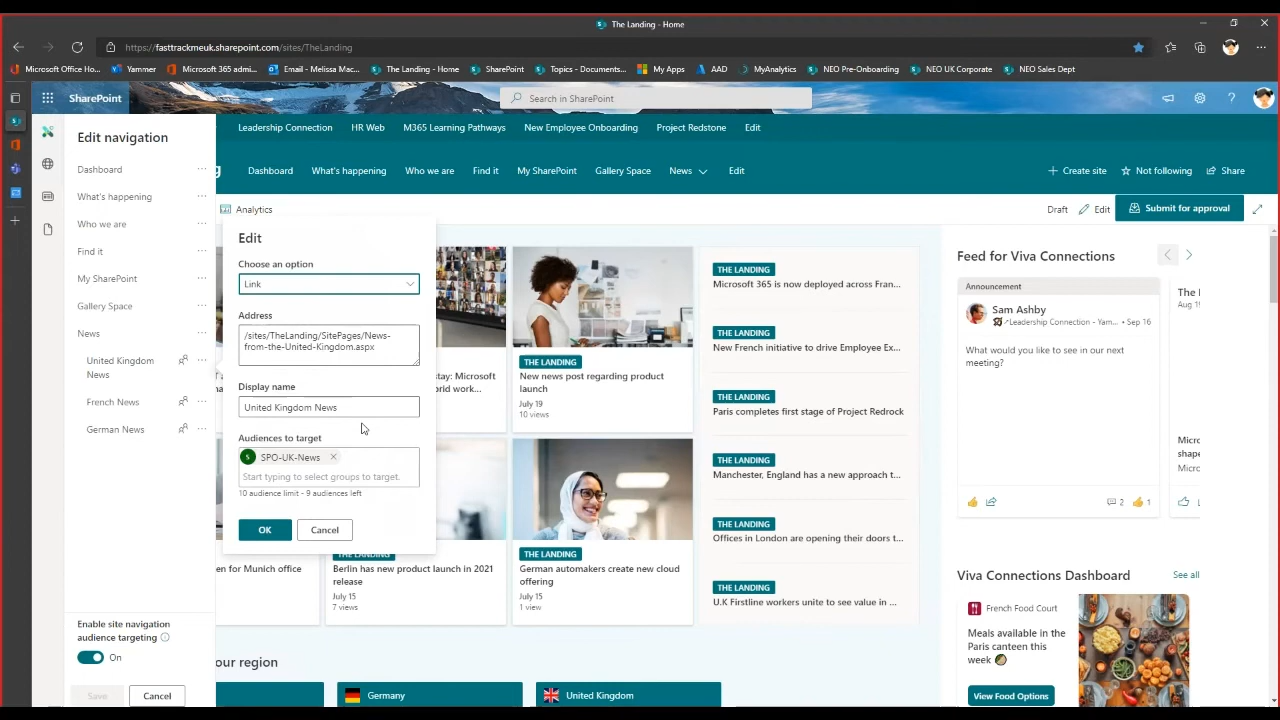 The Landing - Home
https://fasttrackmeuk.sharepoint.com/sites/TheLanding
Microsoft Office Ho...
Yammer
Microsoft 365 admi...
Email - Melissa Mac...
The Landing - Home
SharePoint
Topics - Documents...
My Apps
AAD
MyAnalytics
NEO Pre-Onboarding
NEO UK Corporate
NEO Sales Dept
SharePoint
Search in SharePoint
Edit navigation
Leadership Connection
HR Web
M365 Learning Pathways
New Employee Onboarding
Project Redstone
Edit
Dashboard
What's happening
Who we are
Find it
My SharePoint
Gallery Space
News
Edit
Create site
Not following
Share
Dashboard
What's happening
Who we are
Find it
My SharePoint
Gallery Space
News
United Kingdom
News
French News
German News
Enable site navigation
audience targeting
On
Save
Cancel
Analytics
Draft
Edit
Submit for approval
Edit
Choose an option
Link
Address
/sites/TheLanding/SitePages/News-
from-the-United-Kingdom.aspx
Display name
United Kingdom News
Audiences to target
S
SPO-UK-News
Start typing to select groups to target.
10 audience limit - 9 audiences left
OK
Cancel
tay: Microsoft
rid work...
THE LANDING
New news post regarding product
launch
July 19
10 views
en for Munich office
THE LANDING
Berlin has new product launch in 2021
release
July 15
7 views
THE LANDING
German automakers create new cloud
offering
July 15
1 view
THE LANDING
Microsoft 365 is now deployed across Fran...
THE LANDING
New French initiative to drive Employee Ex...
THE LANDING
Paris completes first stage of Project Redrock
THE LANDING
Manchester, England has a new approach t...
THE LANDING
Offices in London are opening their doors t...
THE LANDING
U.K Firstline workers unite to see value in ...
our region
Germany
United Kingdom
Feed for Viva Connections
Announcement
Sam Ashby
Leadership Connection - Yam... • Sep 16
What would you like to see in our next
meeting?
2
1
The
Aug 1
Micro
shape
Micro
Viva Connections Dashboard
See all
French Food Court
Meals available in the
Paris canteen this
week
View Food Options